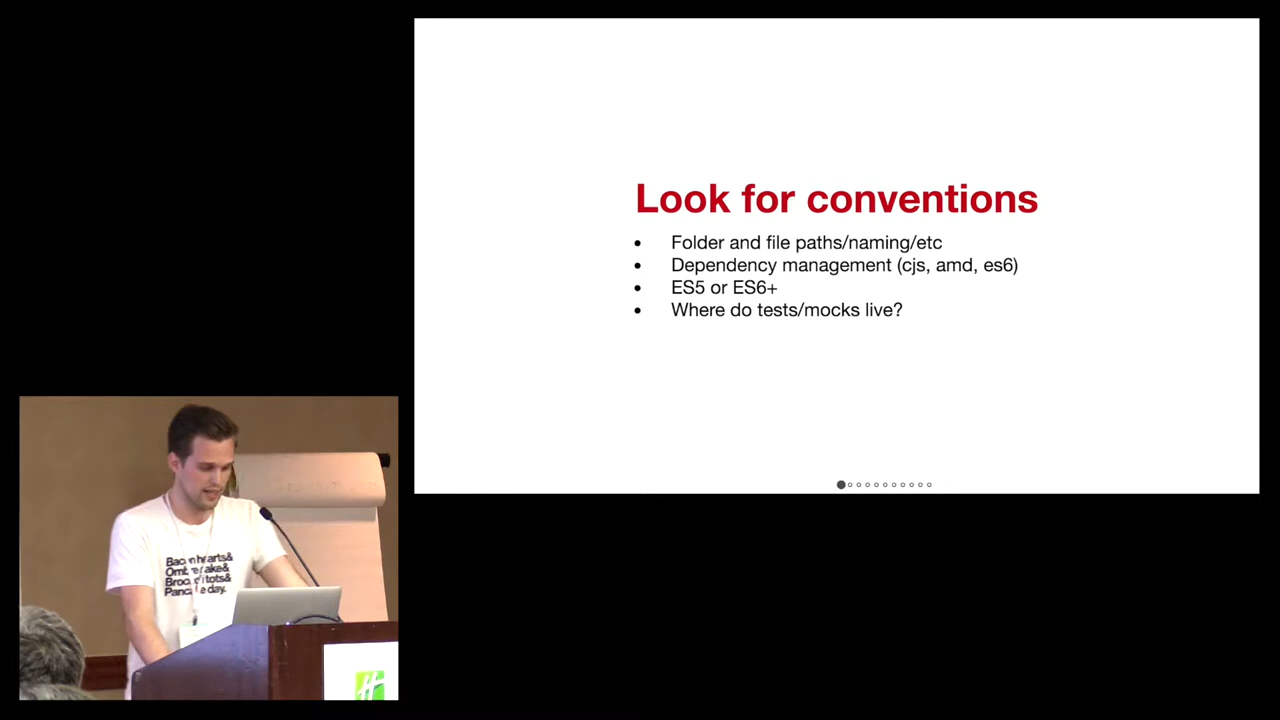 Look for conventions
• Folder and file paths/naming/etc
• Dependency management (cjs, amd, es6)
• ES5 or ES6+
• Where do tests/mocks live?
day.
H